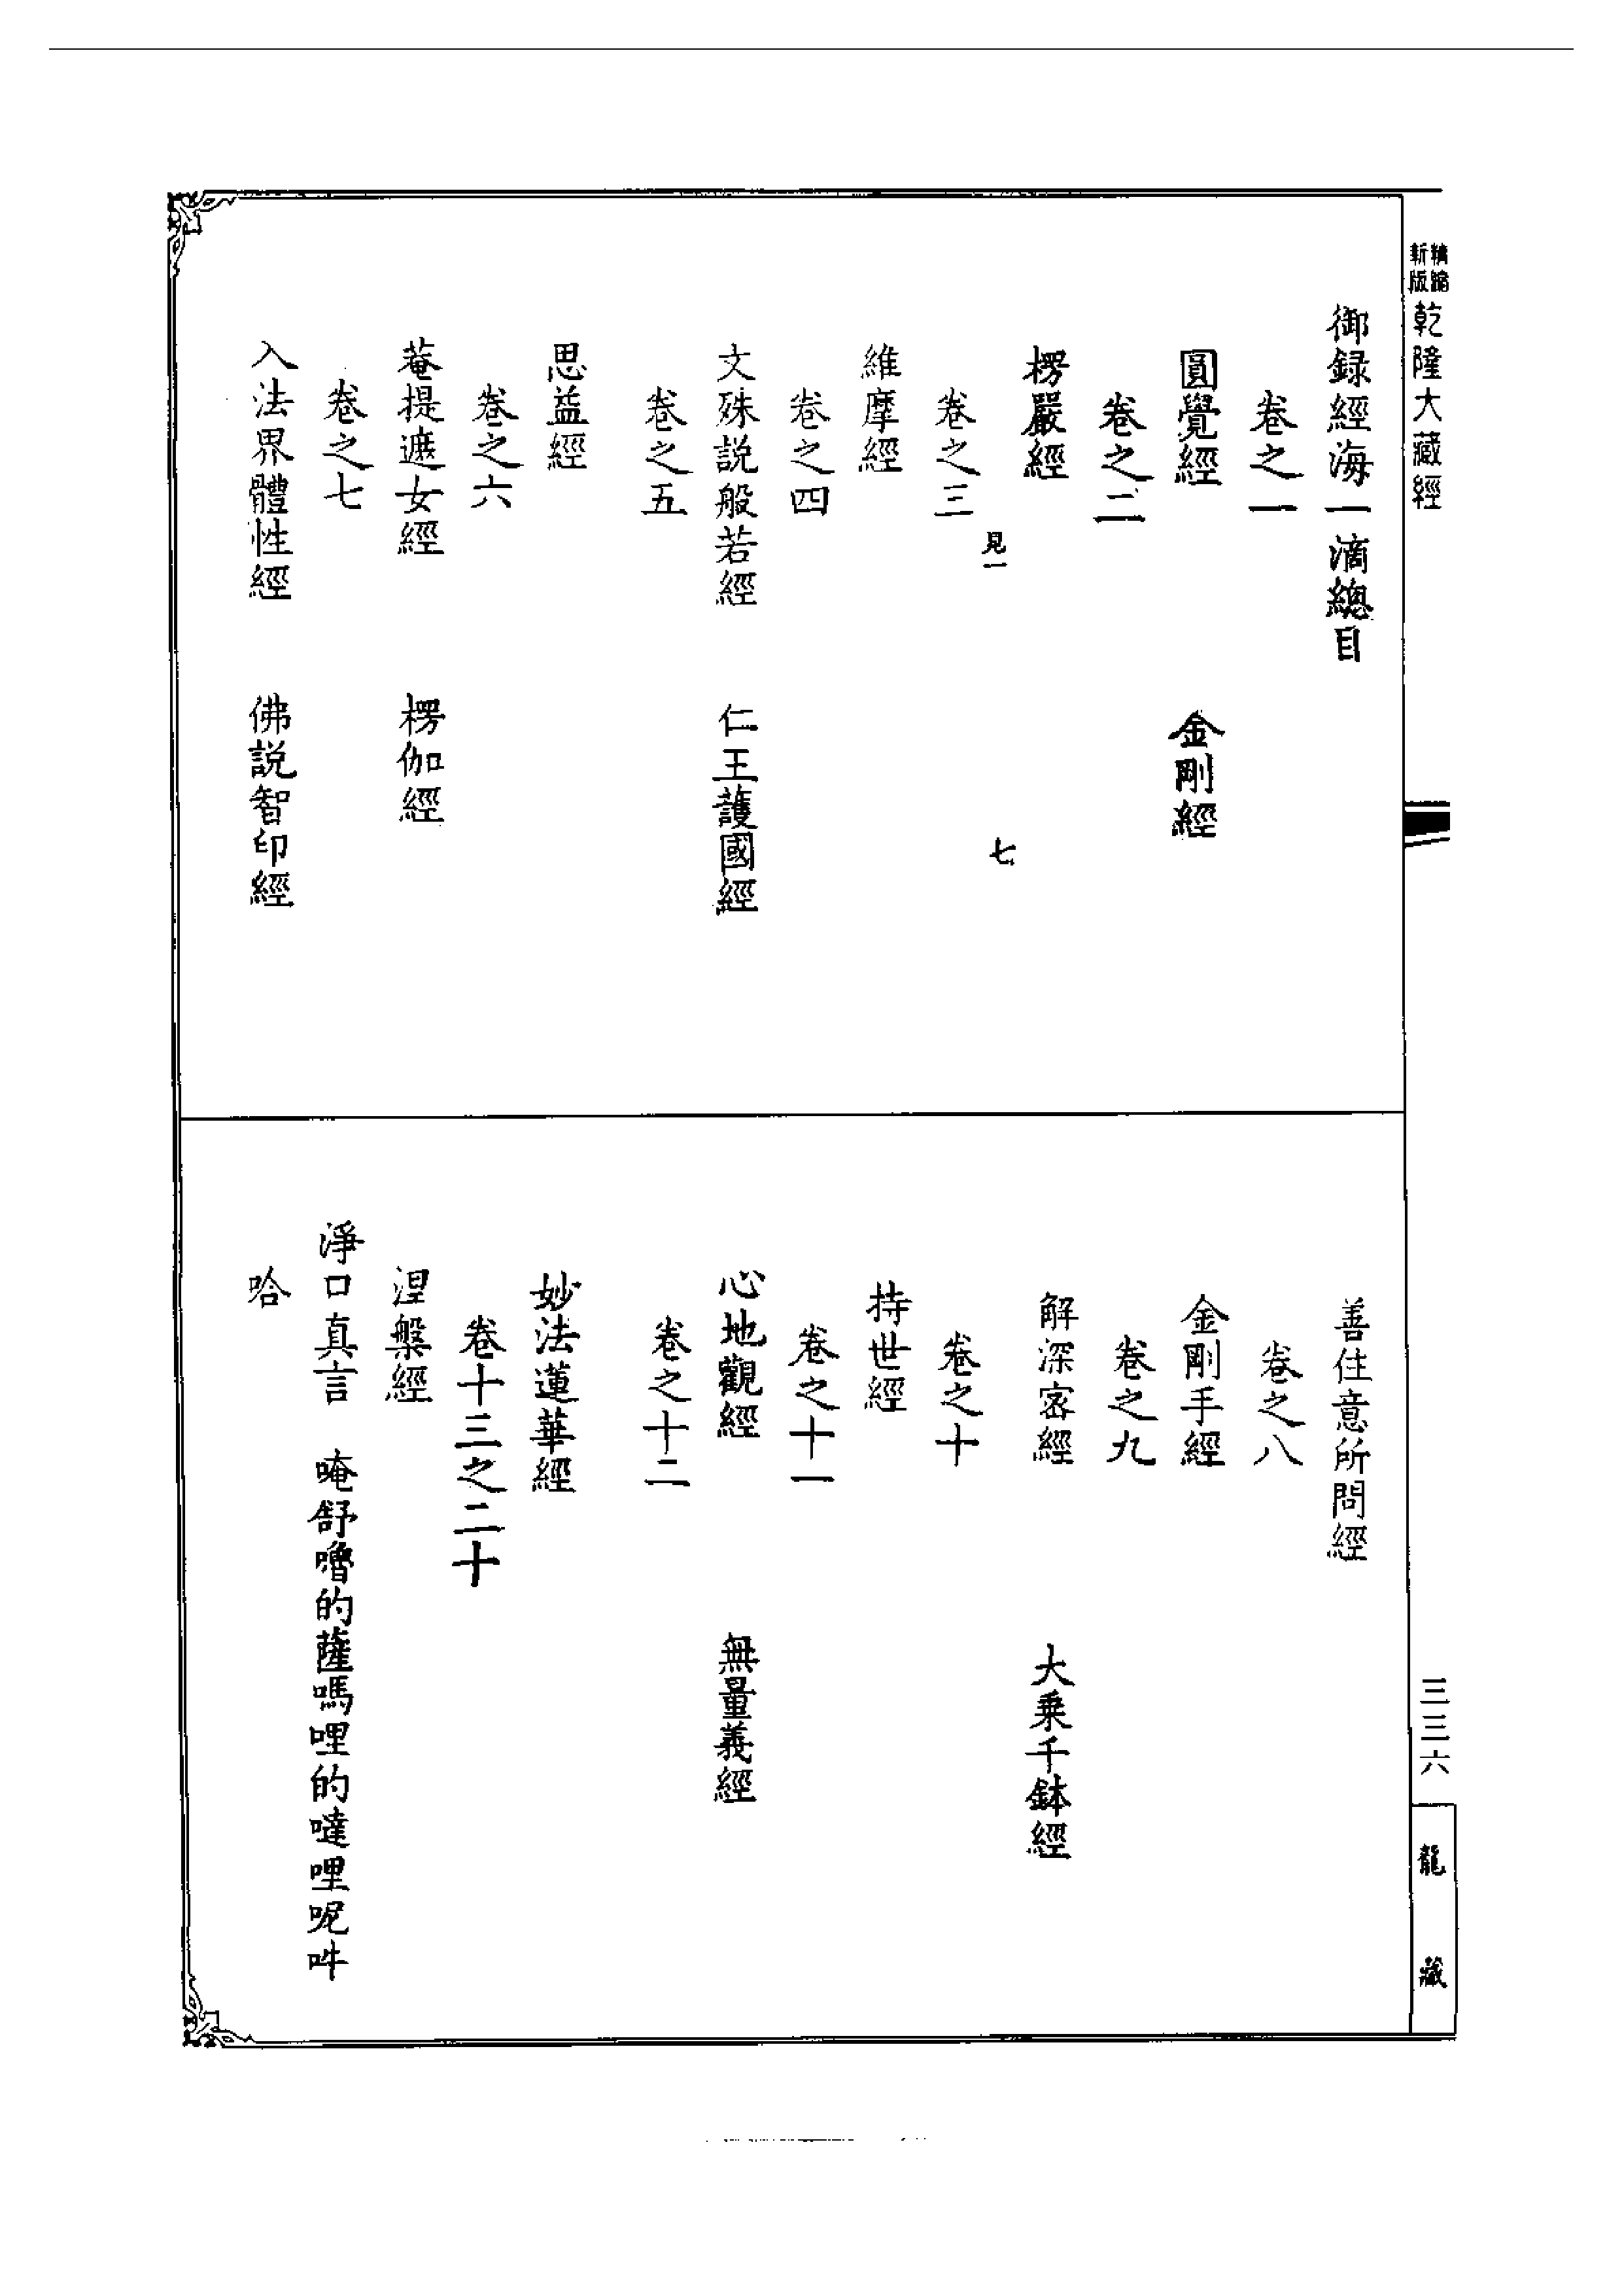 新版精縮
乾隆大藏經
御録經海一滴總目
卷之一
圓覺經 金剛經
卷之二
楞嚴經
見一 七
卷之三
維摩經
卷之四
文殊説般若經 仁王護國經
卷之五
思益經
卷之六
菴提遮女經 楞伽經
卷之七
入法界體性經 佛説智印經
善住意所問經
卷之八
金剛手經
卷之九
解深密經 大乗千鉢經
卷之十
持世經
卷之十一
心地觀經 無量義經
卷之十二
妙法蓮華經
卷十三之二十
涅槃經
淨口真言 唵舒嚕的薩嗎哩的噠哩呢吽
哈
三三六
龍藏